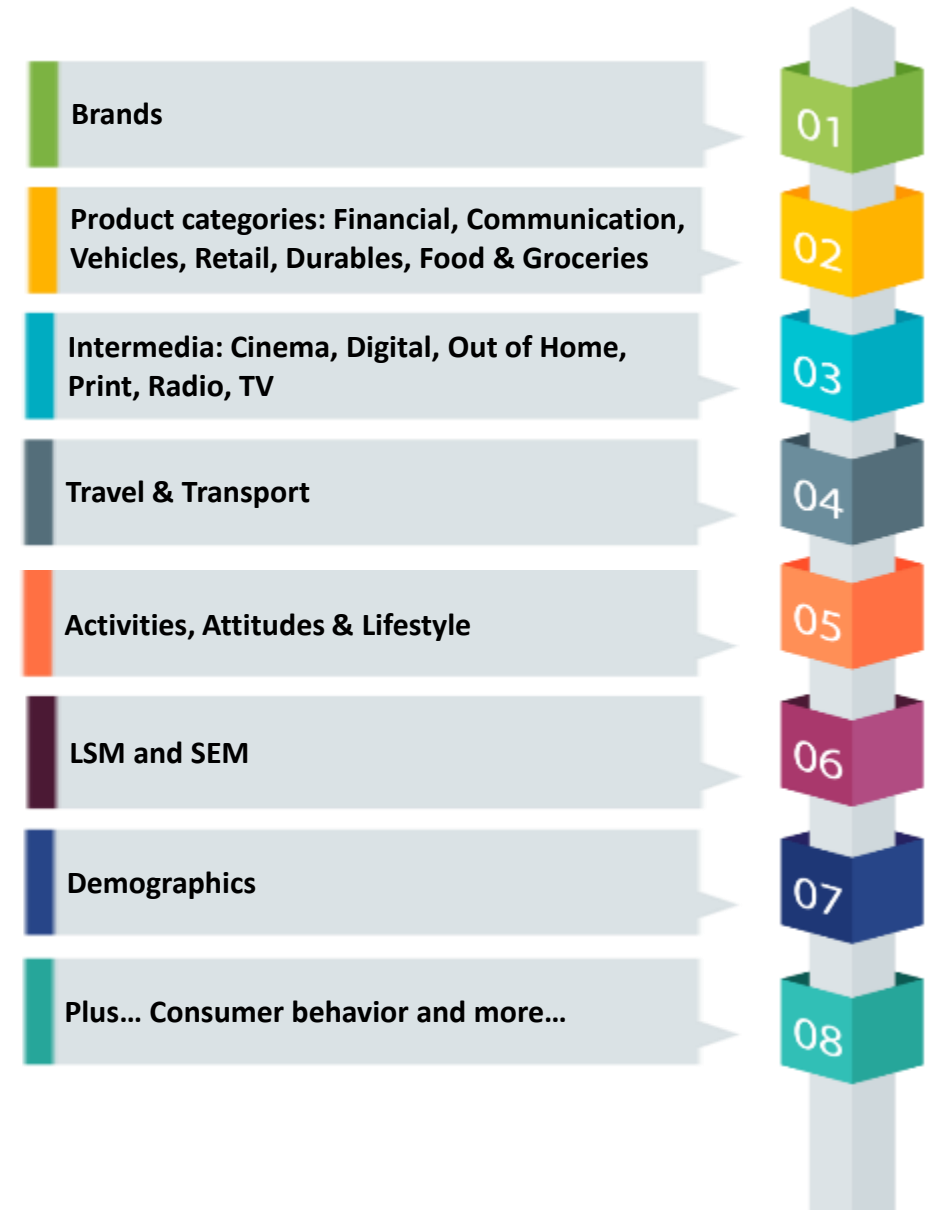 Brands
01
Product categories: Financial, Communication,
Vehicles, Retail, Durables, Food & Groceries
02
Intermedia: Cinema, Digital, Out of Home,
Print, Radio, TV
03
Travel & Transport
04
Activities, Attitudes & Lifestyle
05
LSM and SEM
06
Demographics
07
Plus… Consumer behavior and more…
08